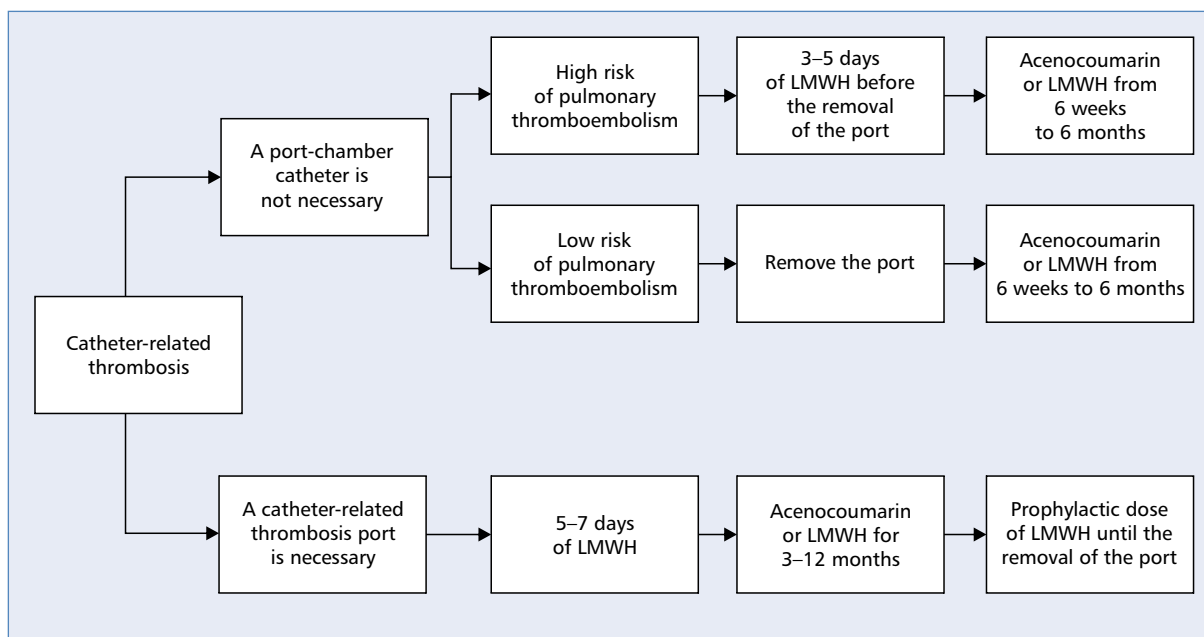 Catheter-related
thrombosis
A port-chamber
catheter is
not necessary
High risk
of pulmonary
thromboembolism
3–5 days
of LMWH before
the removal
of the port
Acenocoumarin
or LMWH from
6 weeks
to 6 months
Low risk
of pulmonary
thromboembolism
Remove the port
Acenocoumarin
or LMWH from
6 weeks to 6 months
A catheter-related
thrombosis port
is necessary
5–7 days
of LMWH
Acenocoumarin
or LMWH for
3–12 months
Prophylactic dose
of LMWH until the
removal of the port